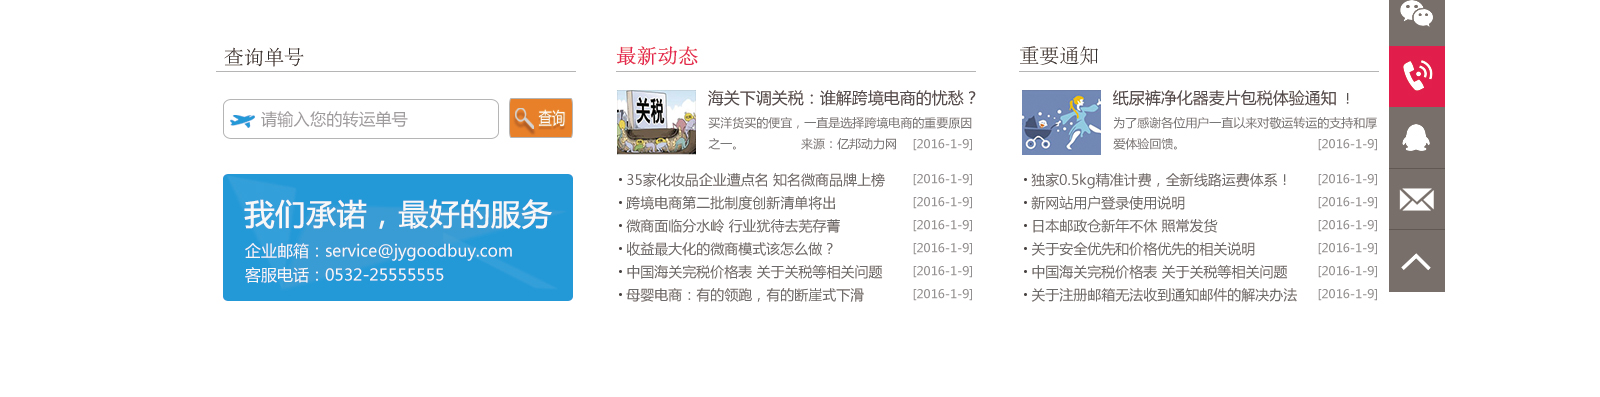 查询单号
请输入您的转运单号
查询
我们承诺，最好的服务
企业邮箱：service@jygoodbuy.com
客服电话：0532-25555555
最新动态
关税
海关下调关税：谁解跨境电商的忧愁？
买洋货买的便宜，一直是选择跨境电商的重要原因
之一。 来源：亿邦动力网 [2016-1-9]
·35家化妆品企业遭点名 知名微商品牌上榜 [2016-1-9]
·跨境电商第二批制度创新清单将出 [2016-1-9]
·微商面临分水岭 行业犹待去芜存菁 [2016-1-9]
·收益最大化的微商模式该怎么做？ [2016-1-9]
·中国海关完税价格表 关于关税等相关问题 [2016-1-9]
·母婴电商：有的领跑，有的断崖式下滑 [2016-1-9]
重要通知
纸尿裤净化器麦片包税体验通知！
为了感谢各位用户一直以来对敬运转运的支持和厚
爱体验回馈。 [2016-1-9]
·独家0.5kg精准计费，全新线路运费体系！ [2016-1-9]
·新网站用户登录使用说明 [2016-1-9]
·日本邮政仓新年不休 照常发货 [2016-1-9]
·关于安全优先和价格优先的相关说明 [2016-1-9]
·中国海关完税价格表 关于关税等相关问题 [2016-1-9]
·关于注册邮箱无法收到通知邮件的解决办法 [2016-1-9]